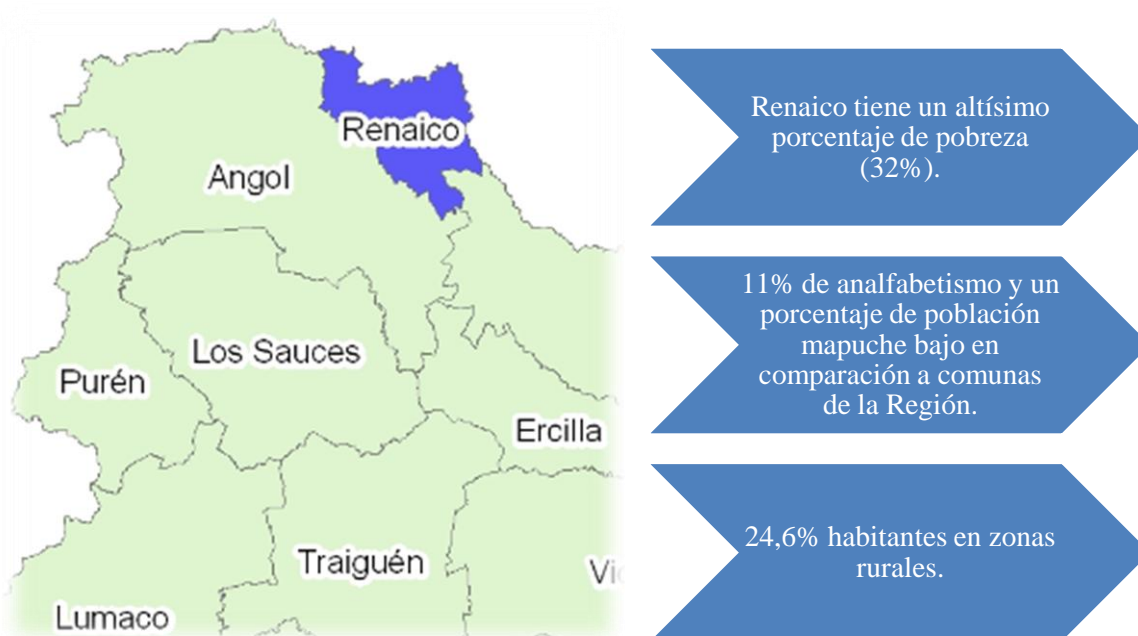 Renaico
Angol
Los Sauces
Purén
Ercilla
Traiguén
Vi
Lumaco
Renaico tiene un altísimo
porcentaje de pobreza
(32%).
11% de analfabetismo y un
porcentaje de población
mapuche bajo en
comparación a comunas
de la Región.
24,6% habitantes en zonas
rurales.